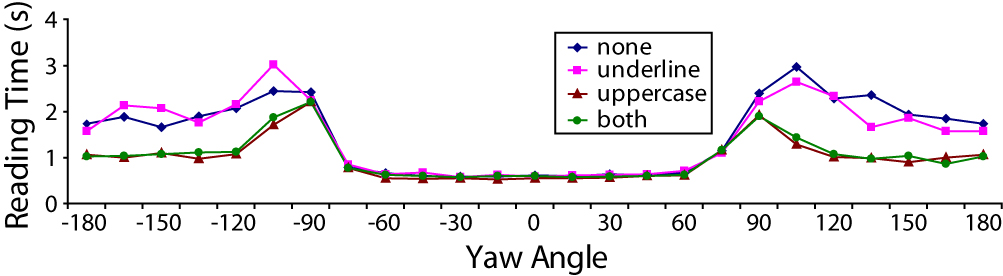 Reading Time (s)
4
3
2
1
0
none
underline
uppercase
both
-180 -150 -120 -90 -60 -30 0 30 60 90 120 150 180
Yaw Angle